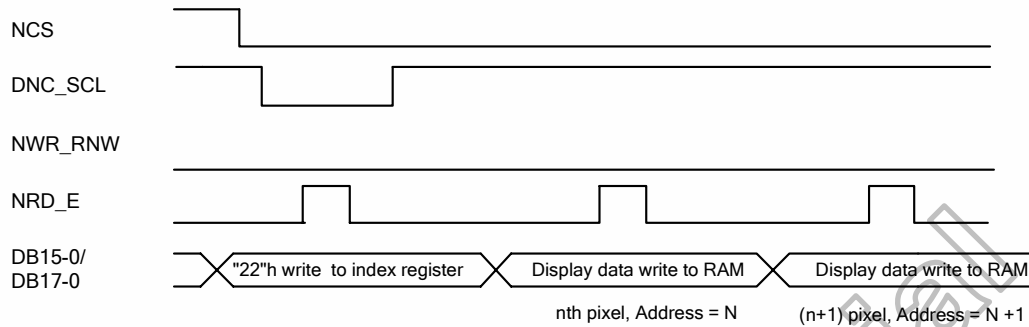 NCS
DNC_SCL
NWR_RNW
NRD_E
DB15-0/
DB17-0
"22"h write to index register
Display data write to RAM
Display data write to RAM
nth pixel, Address = N
(n+1) pixel, Address = N +1